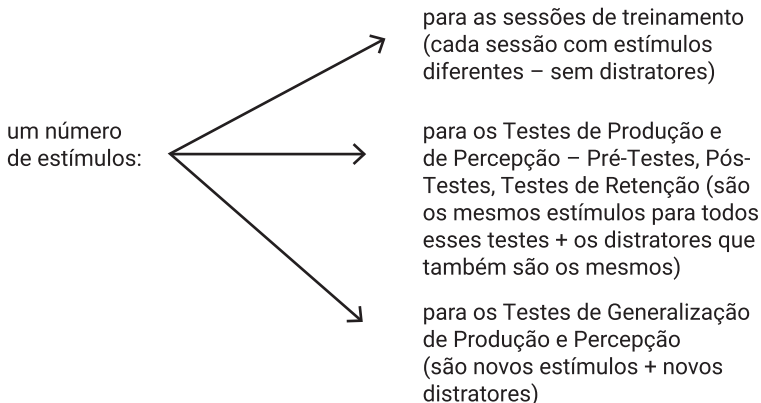 para as sessões de treinamento
(cada sessão com estímulos
diferentes – sem distratores)
um número
de estímulos:
para os Testes de Produção e
de Percepção – Pré-Testes, Pós-
Testes, Testes de Retenção (são
os mesmos estímulos para todos
esses testes + os distratores que
também são os mesmos)
para os Testes de Generalização
de Produção e Percepção
(são novos estímulos + novos
distratores)